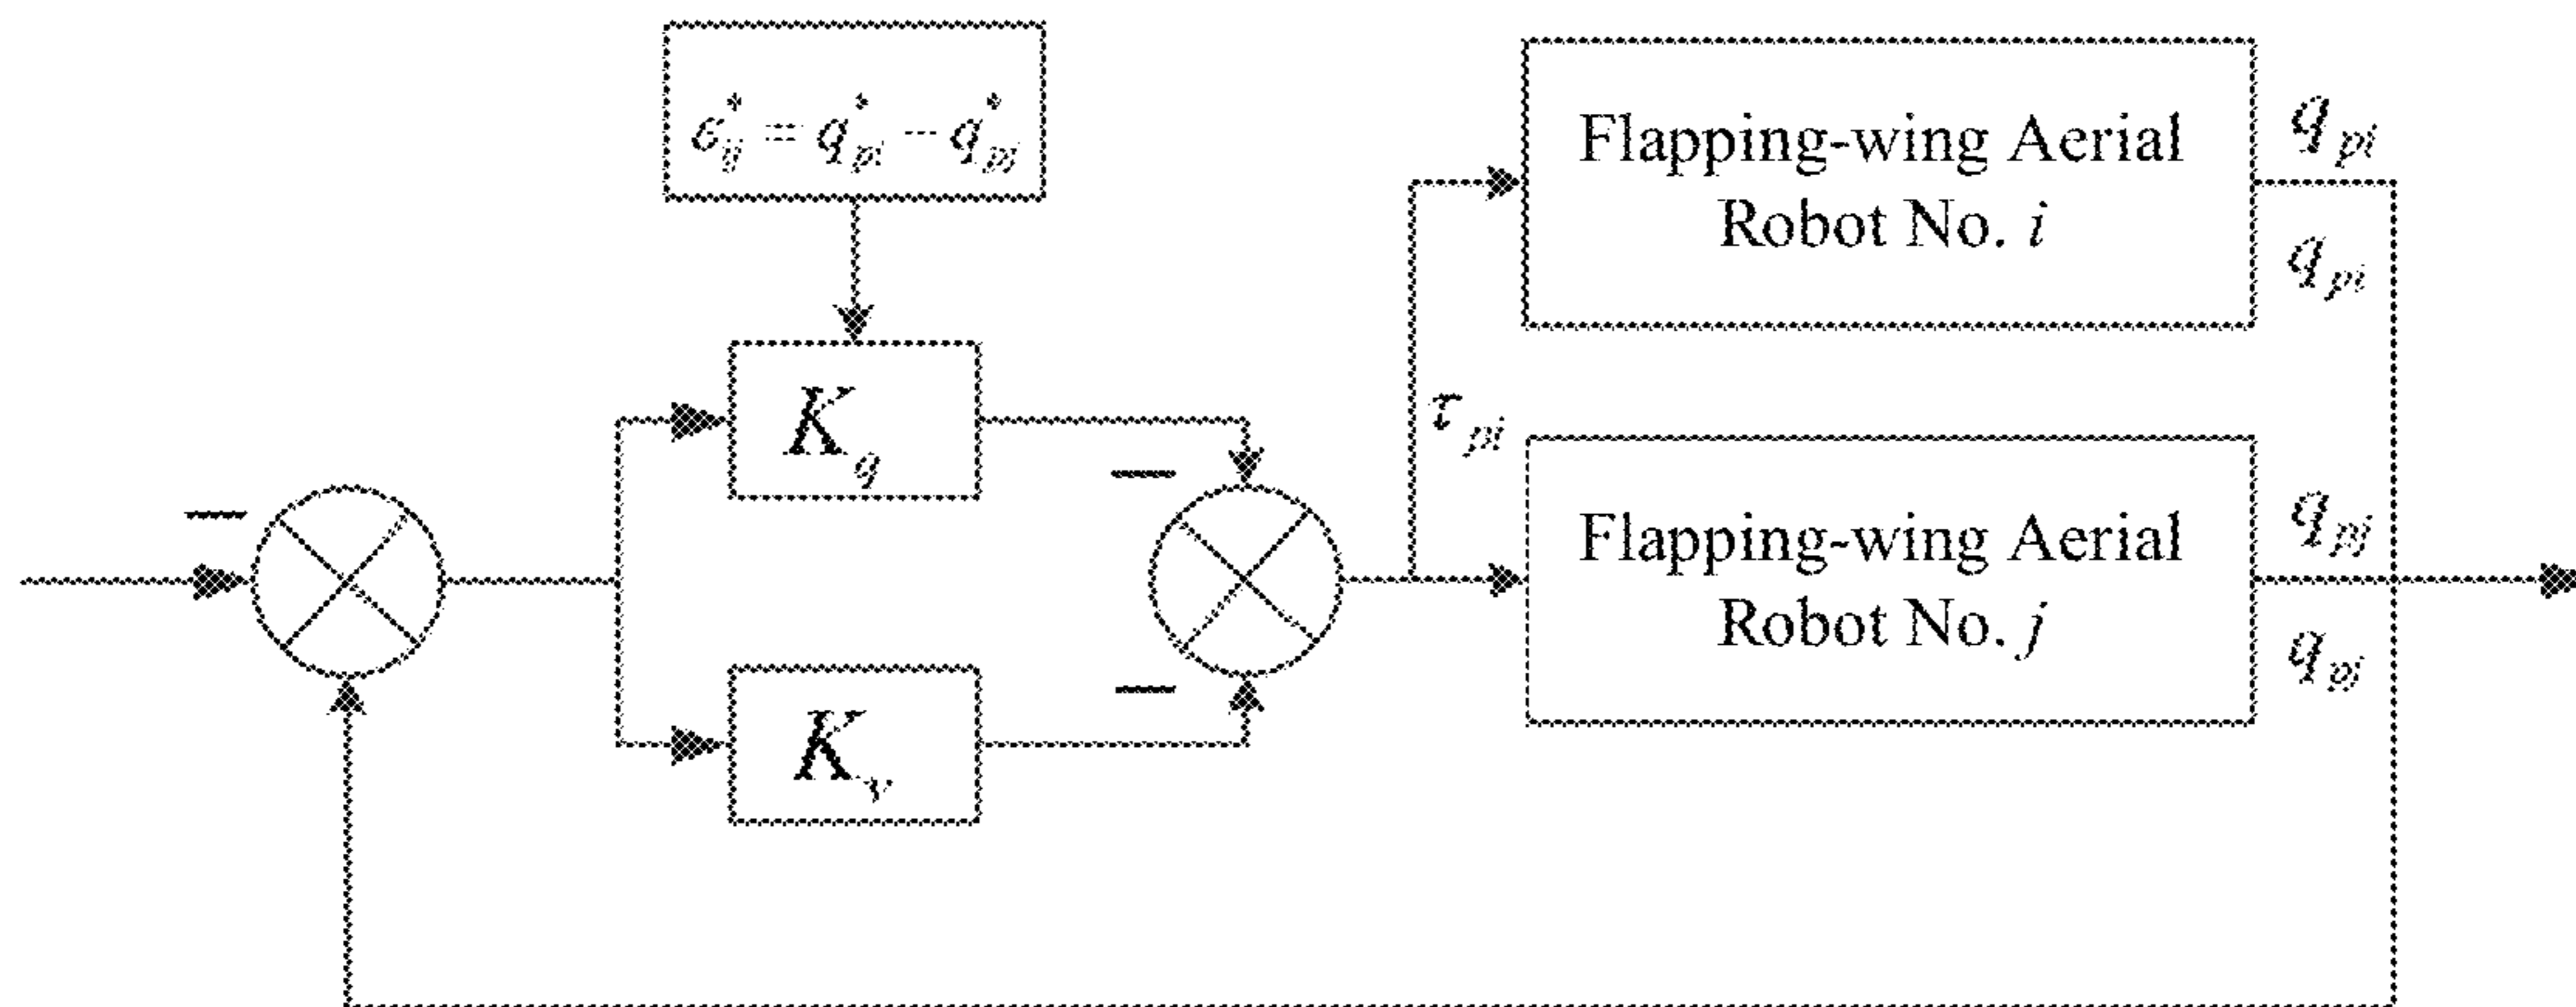 σ*ᵢⱼ = q*ₚᵢ − q*ₚⱼ
Flapping-wing Aerial
Robot No. i
q_pi
q_pi
K_q
τ_pi
−
−
Flapping-wing Aerial
Robot No. j
q_pj
q_pj
−
K_v